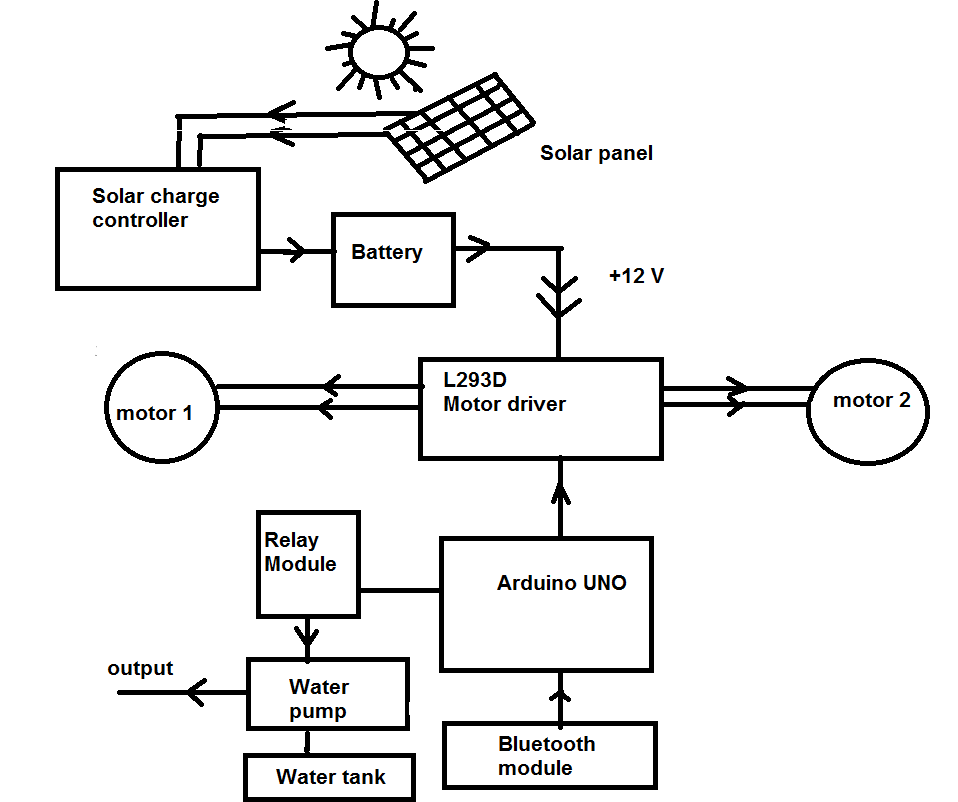 Solar panel
Solar charge
controller
Battery
+12 V
L293D
Motor driver
motor 1
motor 2
Relay
Module
Arduino UNO
output
Water
pump
Bluetooth
module
Water tank